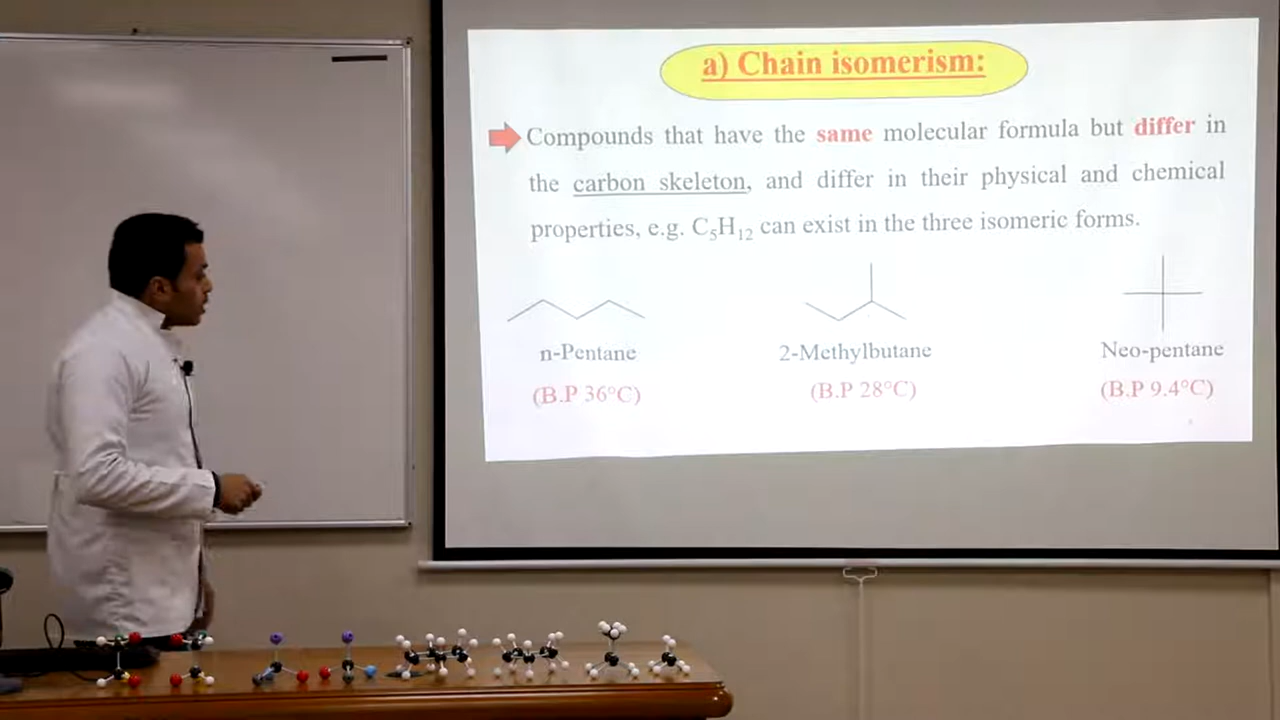 a) Chain isomerism:
Compounds that have the same molecular formula but differ in
the carbon skeleton, and differ in their physical and chemical
properties, e.g. C₅H₁₂ can exist in the three isomeric forms.
n-Pentane 2-Methylbutane Neo-pentane
(B.P 36°C) (B.P 28°C) (B.P 9.4°C)